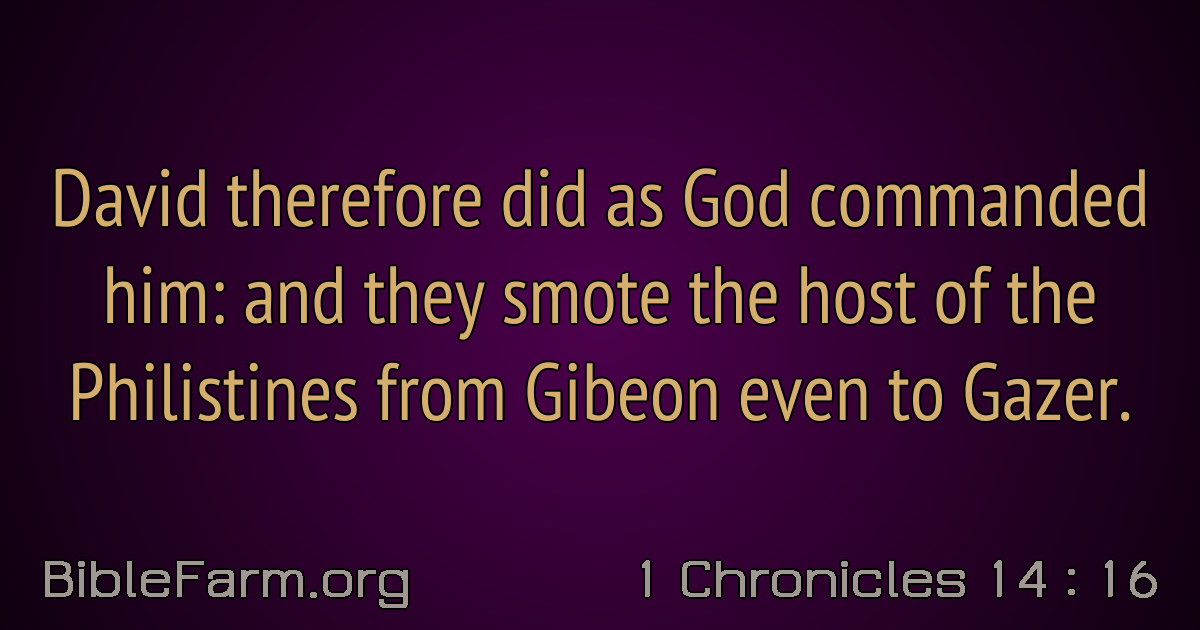 David therefore did as God commanded
him: and they smote the host of the
Philistines from Gibeon even to Gazer.
BibleFarm.org
1 Chronicles 14 : 16